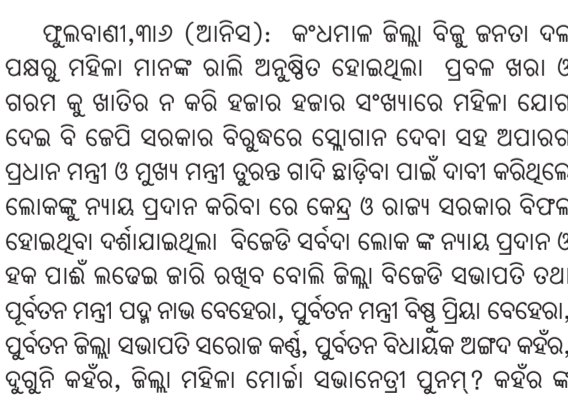 ଫୁଲବାଣୀ,୩ା୬ (ଆନିସ): କଂଧମାଳ ଜିଲ୍ଲା ବିଜୁ ଜନତା ଦଳ
ପକ୍ଷରୁ ମହିଳା ମାନଙ୍କ ରାଲି ଅନୁଷ୍ଠିତ ହୋଇଥିଲା ପ୍ରବଳ ଖରା ଓ
ଗରମ କୁ ଖାତିର ନ କରି ହଜାର ହଜାର ସଂଖ୍ୟାରେ ମହିଳା ଯୋଗ
ଦେଇ ବି ଜେପି ସରକାର ବିରୁଦ୍ଧରେ ସ୍ଲୋଗାନ ଦେବା ସହ ଅପାରଗ
ପ୍ରଧାନ ମନ୍ତ୍ରୀ ଓ ମୁଖ୍ୟ ମନ୍ତ୍ରୀ ତୁରନ୍ତ ଗାଦି ଛାଡ଼ିବା ପାଇଁ ଦାବୀ କରିଥିଲେ
ଲୋକଙ୍କୁ ନ୍ୟାୟ ପ୍ରଦାନ କରିବା ରେ କେନ୍ଦ୍ର ଓ ରାଜ୍ୟ ସରକାର ବିଫଳ
ହୋଇଥିବା ଦର୍ଶାଯାଇଥିଲା ବିଜେଡି ସର୍ବଦା ଲୋକ ଙ୍କ ନ୍ୟାୟ ପ୍ରଦାନ ଓ
ହକ ପାଈଁ ଲଢେଇ ଜାରି ରଖିବ ବୋଲି ଜିଲ୍ଲା ବିଜେଡି ସଭାପତି ତଥା
ପୂର୍ବତନ ମନ୍ତ୍ରୀ ପଦ୍ମ ନାଭ ବେହେରା, ପୁର୍ବତନ ମନ୍ତ୍ରୀ ବିଷ୍ଣୁ ପ୍ରିୟା ବେହେରା,
ପୁର୍ବତନ ଜିଲ୍ଲା ସଭାପତି ସରୋଜ କର୍ଣ୍ଣ, ପୁର୍ବତନ ବିଧାୟକ ଅଙ୍ଗଦ କହଁର,
ଦୁଗୁନି କହଁର, ଜିଲ୍ଲା ମହିଳା ମୋର୍ଚ୍ଚା ସଭାନେତ୍ରୀ ପୁନମ୍? କହଁର ଙ୍କ